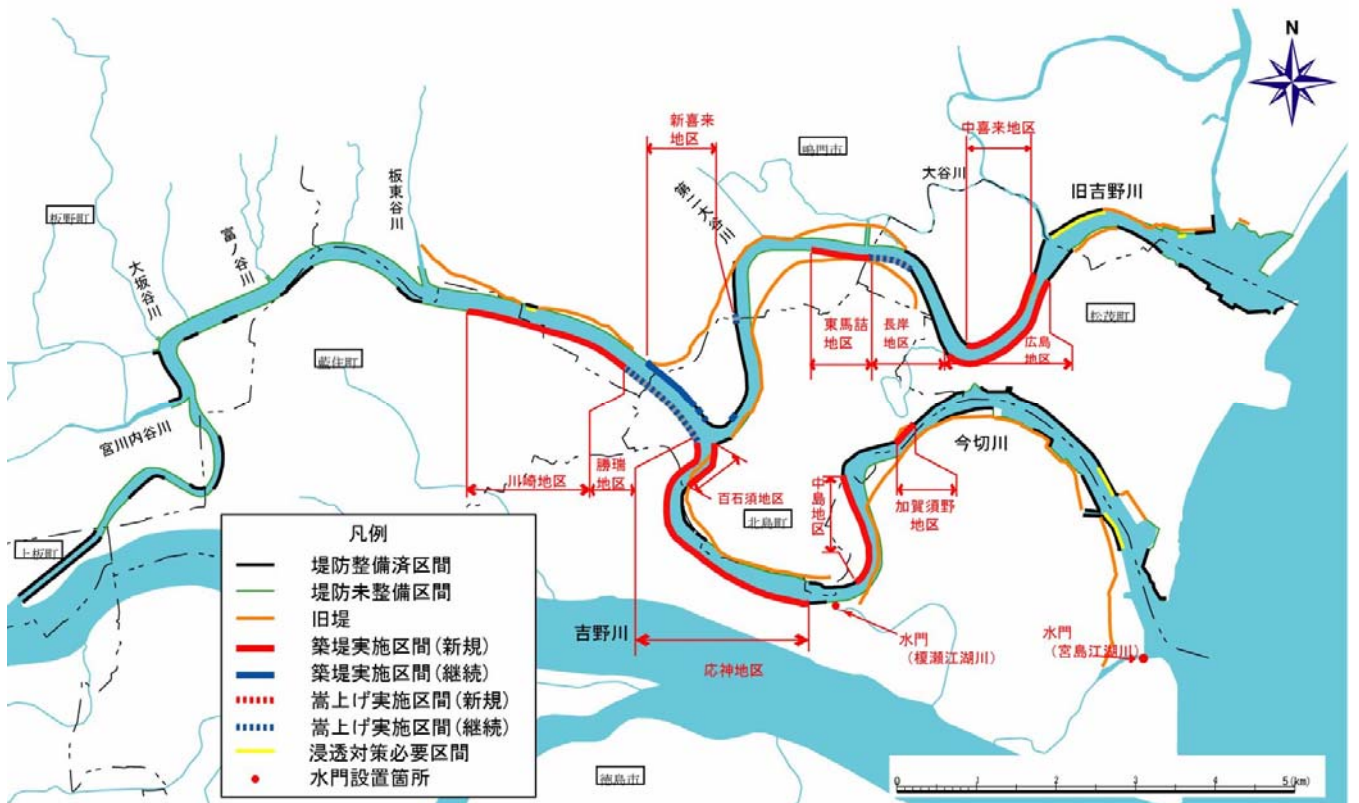 N
新喜来
地区
鳴門市
中喜来地区
大谷川
旧吉野川
板東谷川
第二大谷川
板野町
富ノ谷川
大坂谷川
松茂町
東馬詰
地区
長岸
地区
広島
地区
藍住町
宮川内谷川
今切川
川崎地区
勝瑞
地区
百石須地区
中島地区
加賀須野
地区
北島町
上板町
吉野川
応神地区
水門
(榎瀬江湖川)
水門
(宮島江湖川)
徳島市
凡例
堤防整備済区間
堤防未整備区間
旧堤
築堤実施区間(新規)
築堤実施区間(継続)
嵩上げ実施区間(新規)
嵩上げ実施区間(継続)
浸透対策必要区間
水門設置箇所
0 1 2 3 4 5(km)